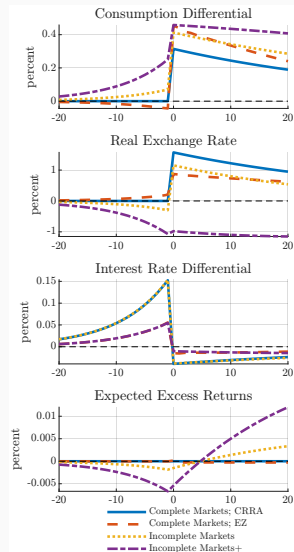 Consumption Differential
percent
0.4
0.2
0
-20 -10 0 10 20
Real Exchange Rate
percent
1
0
-1
-20 -10 0 10 20
Interest Rate Differential
percent
0.15
0.1
0.05
0
-20 -10 0 10 20
Expected Excess Returns
percent
0.01
0.005
0
-0.005
-20 -10 0 10 20
Complete Markets; CRRA
Complete Markets; EZ
Incomplete Markets
Incomplete Markets+